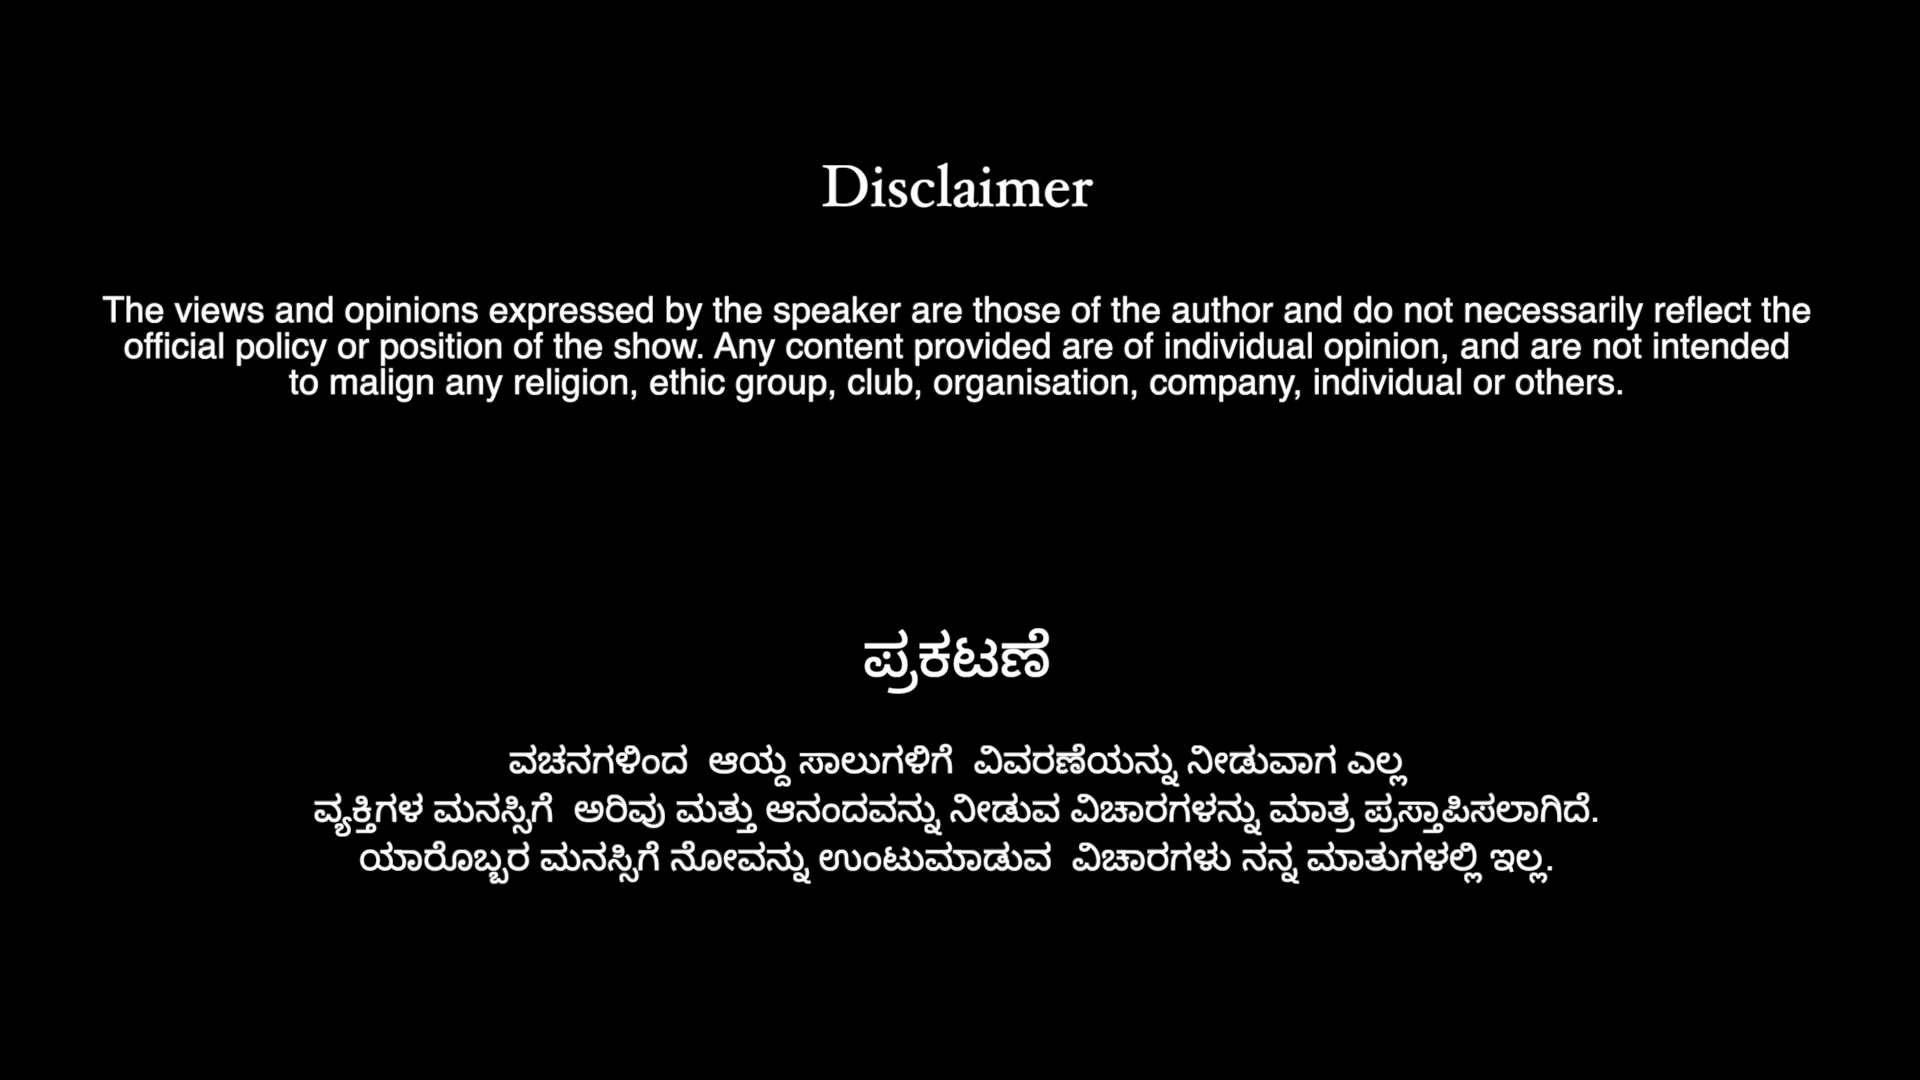 Disclaimer
The views and opinions expressed by the speaker are those of the author and do not necessarily reflect the
official policy or position of the show. Any content provided are of individual opinion, and are not intended
to malign any religion, ethic group, club, organisation, company, individual or others.
ಪ್ರಕಟಣೆ
ವಚನಗಳಿಂದ ಆಯ್ದ ಸಾಲುಗಳಿಗೆ ವಿವರಣೆಯನ್ನು ನೀಡುವಾಗ ಎಲ್ಲ
ವ್ಯಕ್ತಿಗಳ ಮನಸ್ಸಿಗೆ ಅರಿವು ಮತ್ತು ಆನಂದವನ್ನು ನೀಡುವ ವಿಚಾರಗಳನ್ನು ಮಾತ್ರ ಪ್ರಸ್ತಾಪಿಸಲಾಗಿದೆ.
ಯಾರೊಬ್ಬರ ಮನಸ್ಸಿಗೆ ನೋವನ್ನು ಉಂಟುಮಾಡುವ ವಿಚಾರಗಳು ನನ್ನ ಮಾತುಗಳಲ್ಲಿ ಇಲ್ಲ.